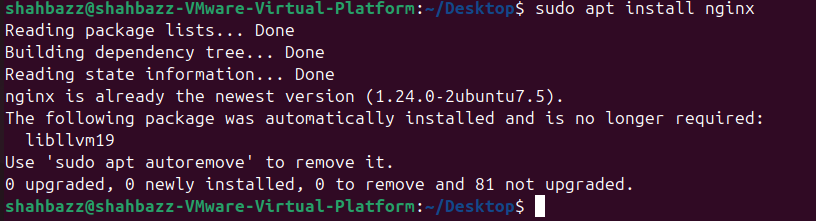 shahbazz@shahbazz-VMware-Virtual-Platform:~/Desktop$ sudo apt install nginx
Reading package lists... Done
Building dependency tree... Done
Reading state information... Done
nginx is already the newest version (1.24.0-2ubuntu7.5).
The following package was automatically installed and is no longer required:
  libllvm19
Use 'sudo apt autoremove' to remove it.
0 upgraded, 0 newly installed, 0 to remove and 81 not upgraded.
shahbazz@shahbazz-VMware-Virtual-Platform:~/Desktop$